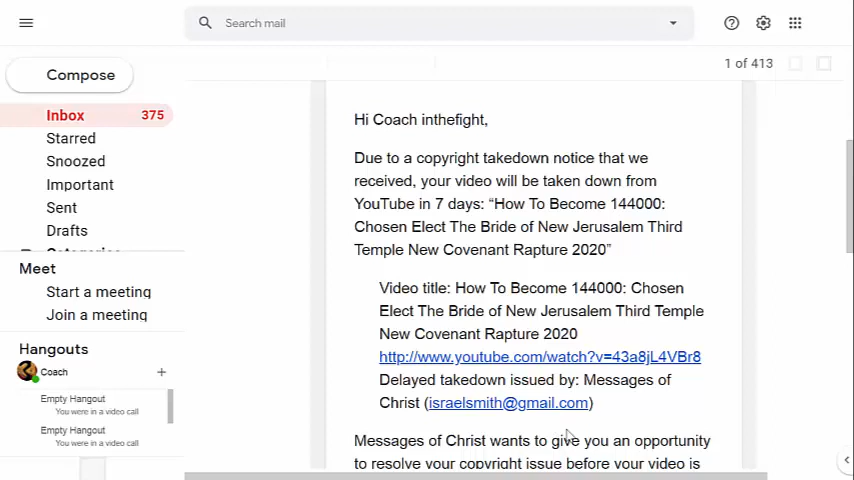 Search mail
1 of 413
Compose
Inbox 375
Starred
Snoozed
Important
Sent
Drafts
Categories
Meet
Start a meeting
Join a meeting
Hangouts
Coach
Empty Hangout
You were in a video call
Empty Hangout
You were in a video call
Hi Coach inthefight,
Due to a copyright takedown notice that we
received, your video will be taken down from
YouTube in 7 days: “How To Become 144000:
Chosen Elect The Bride of New Jerusalem Third
Temple New Covenant Rapture 2020”
Video title: How To Become 144000: Chosen
Elect The Bride of New Jerusalem Third Temple
New Covenant Rapture 2020
http://www.youtube.com/watch?v=43a8jL4VBr8
Delayed takedown issued by: Messages of
Christ (israelsmith@gmail.com)
Messages of Christ wants to give you an opportunity
to resolve your copyright issue before your video is